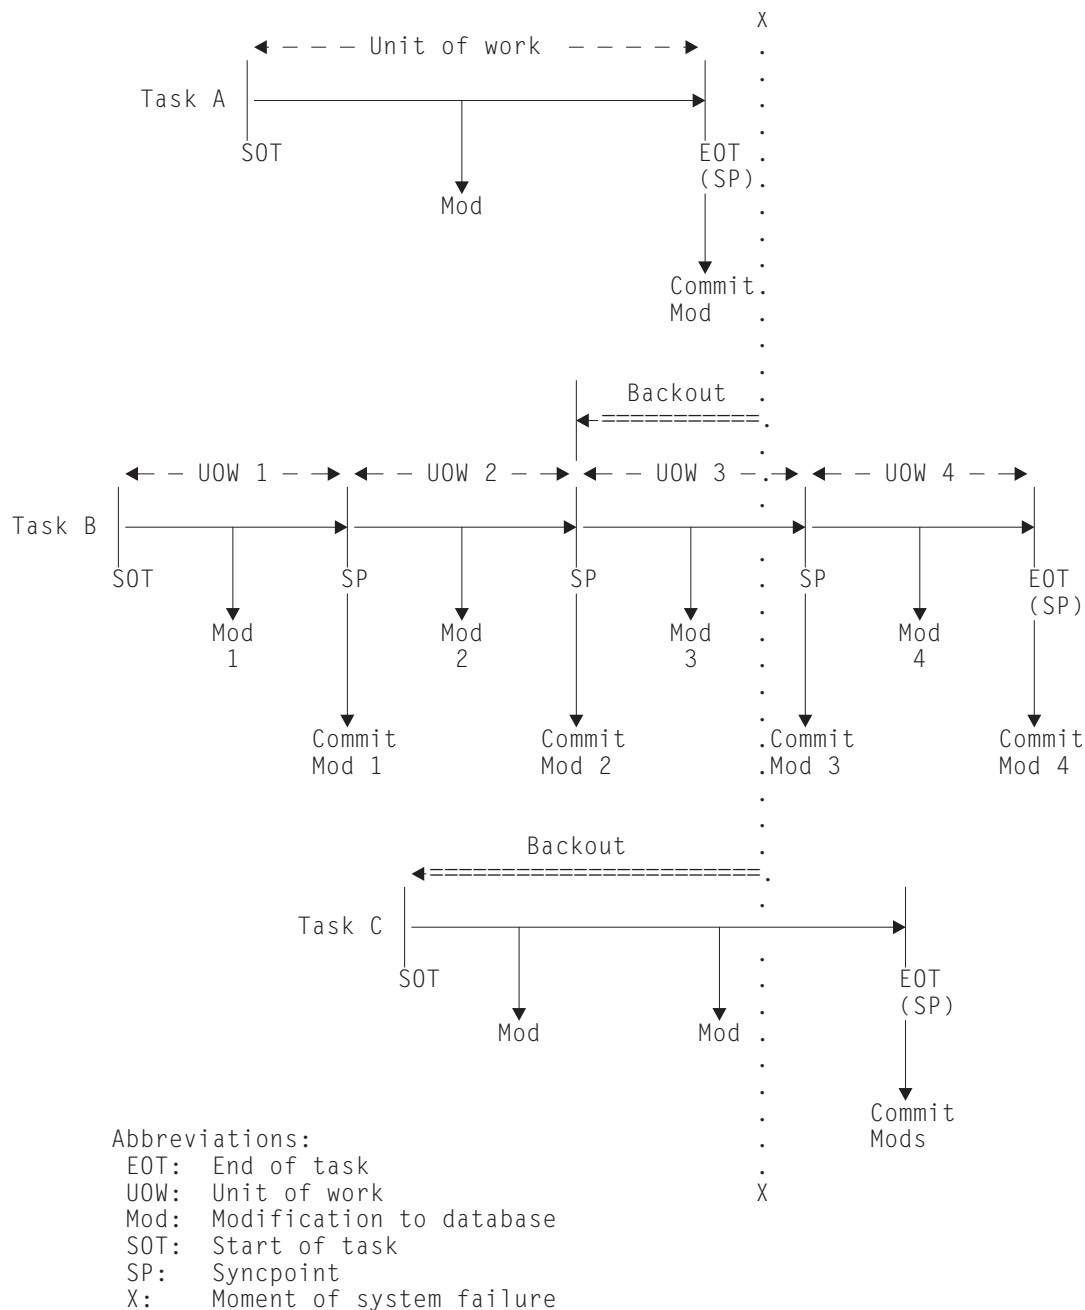 X
Unit of work
Task A
SOT
EOT
(SP)
Mod
Commit
Mod
Backout
UOW 1
UOW 2
UOW 3
UOW 4
Task B
SOT
SP
SP
SP
EOT
(SP)
Mod
1
Mod
2
Mod
3
Mod
4
Commit
Mod 1
Commit
Mod 2
Commit
Mod 3
Commit
Mod 4
Backout
Task C
SOT
EOT
(SP)
Mod
Mod
Commit
Mods
X
Abbreviations:
EOT: End of task
UOW: Unit of work
Mod: Modification to database
SOT: Start of task
SP: Syncpoint
X: Moment of system failure